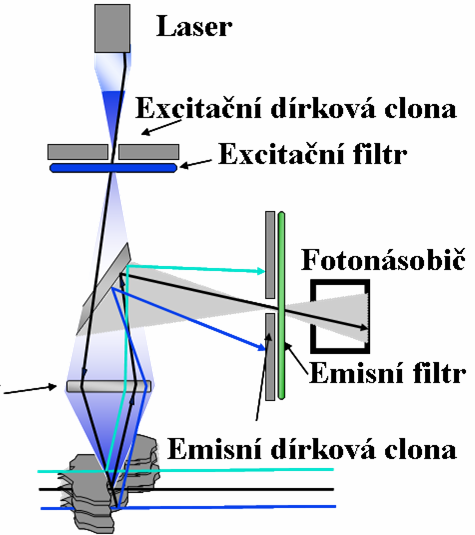 Laser
Excitační dírková clona
Excitační filtr
Fotonásobič
Emisní filtr
Emisní dírková clona